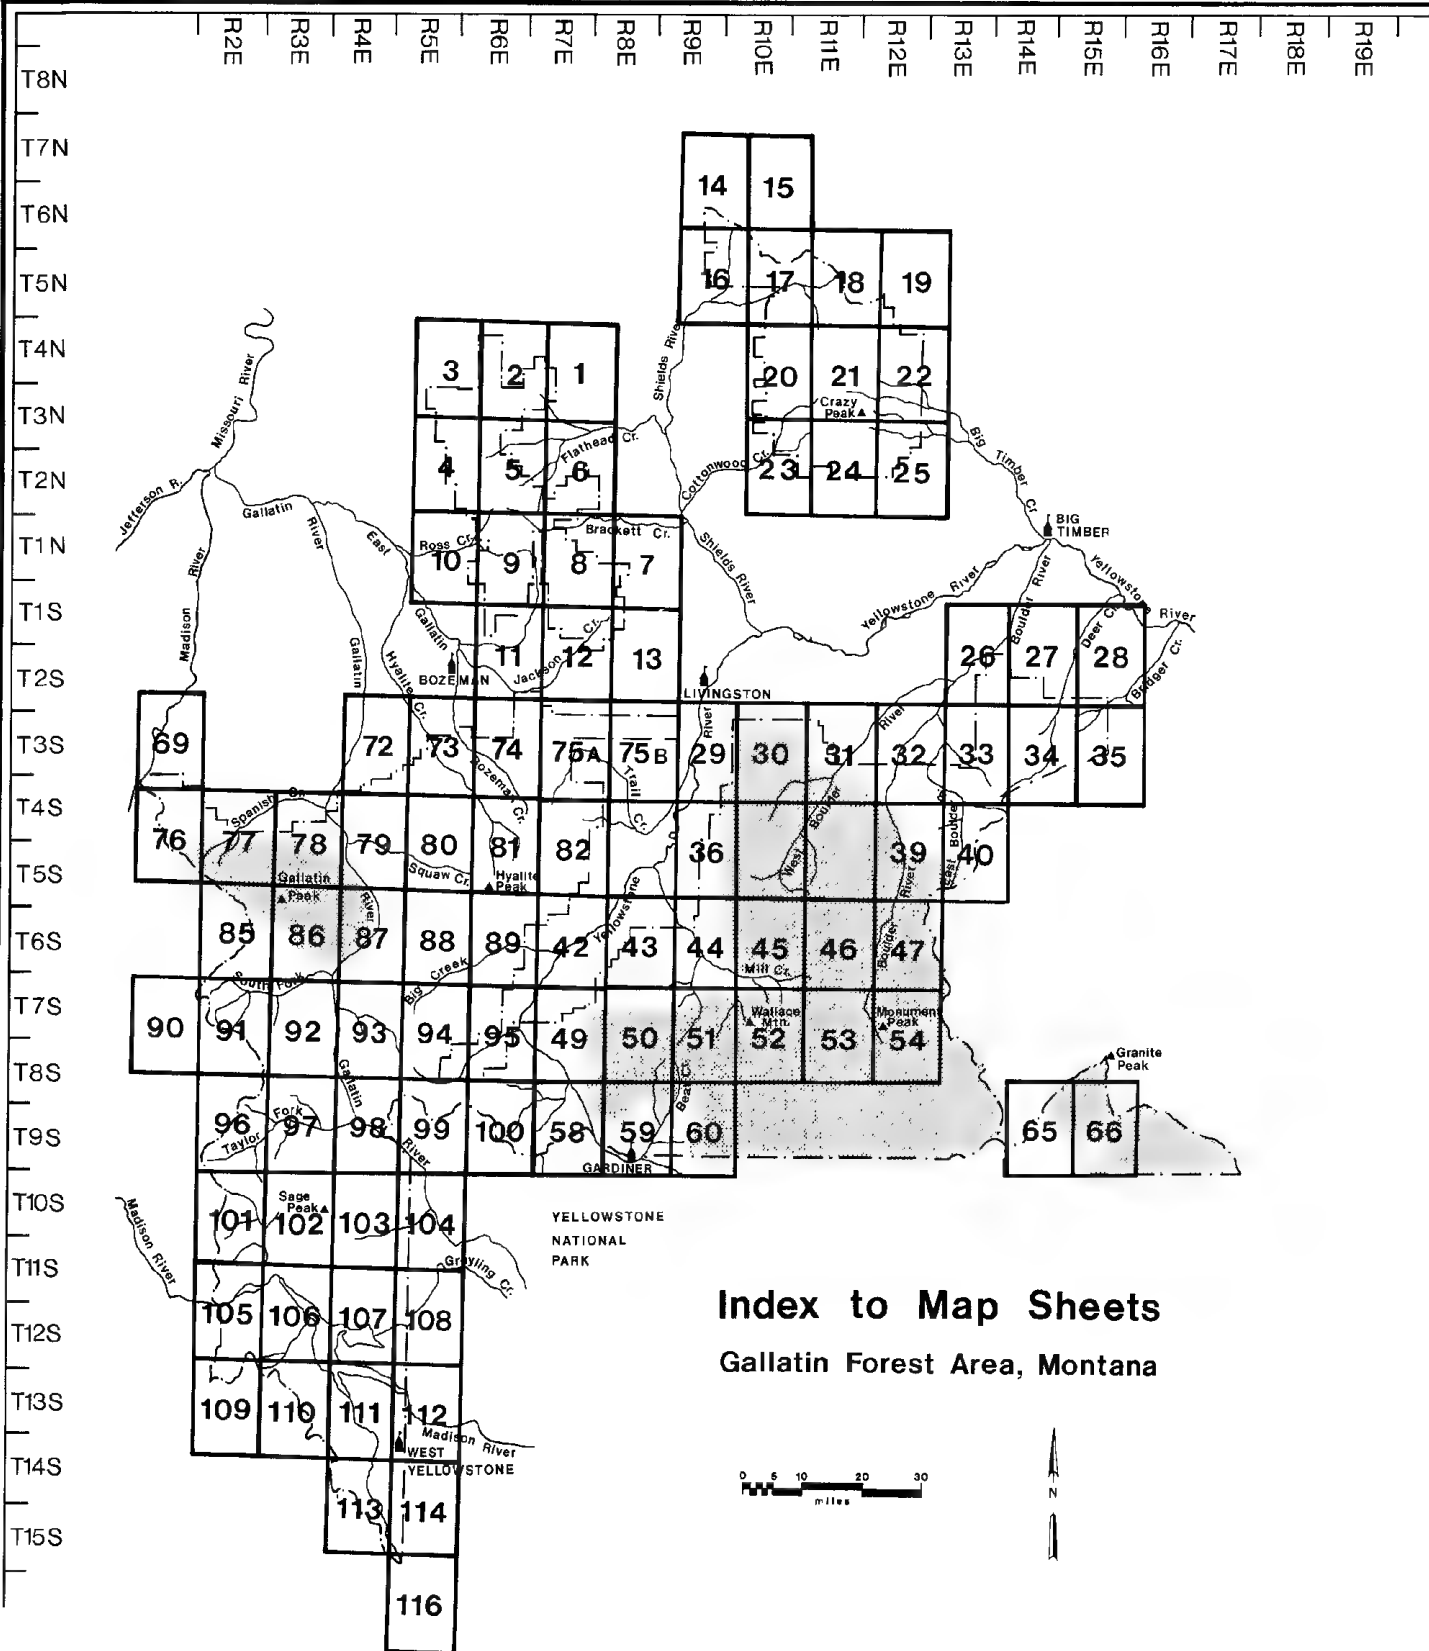 R2E R3E R4E R5E R6E R7E R8E R9E R10E R11E R12E R13E R14E R15E R16E R17E R18E R19E
T8N
T7N
T6N
T5N
T4N
T3N
T2N
T1N
T1S
T2S
T3S
T4S
T5S
T6S
T7S
T8S
T9S
T10S
T11S
T12S
T13S
T14S
T15S
14 15
16 17 18 19
3 2 1
20 21 22
Crazy
Peak
4 5 6
23 24 25
10 9 8 7
11 12 13
26 27 28
69 72 73 74 75A 75B 29 30 31 32 33 34 35
76 77 78 79 80 81 82 36 39 40
85 86 87 88 89 42 43 44 45 46 47
90 91 92 93 94 95 49 50 51 52 53 54
96 97 98 99 100 58 59 60 65 66
101 102 103 104
105 106 107 108
109 110 111 112
113 114
116
Missouri River
Jefferson R.
Madison River
Gallatin River
East Gallatin
Gallatin
Hyalite Cr.
Bozeman Cr.
Ross Cr.
Flathead Cr.
Brackett Cr.
Jackson Cr.
Shields River
Cottonwood Cr.
Shields River
Big Timber Cr.
BIG
TIMBER
Yellowstone River
Boulder River
Yellowstone River
Deer Cr.
Bridger Cr.
BOZEMAN
LIVINGSTON
River
River
Trail Cr.
West Boulder
East Boulder
River
Boulder
Spanish Cr.
Gallatin
Peak
River
Squaw Cr.
Hyalite
Peak
Yellowstone
South Fork
Big Creek
Mill Cr.
Wallace
Mtn.
Monument
Peak
Granite
Peak
Gallatin
River
Taylor Fork
Bear Cr.
GARDINER
Sage
Peak
Madison River
Grayling Cr.
YELLOWSTONE
NATIONAL
PARK
Madison River
WEST
YELLOWSTONE
Index to Map Sheets
Gallatin Forest Area, Montana
0 5 10 20 30
miles
N